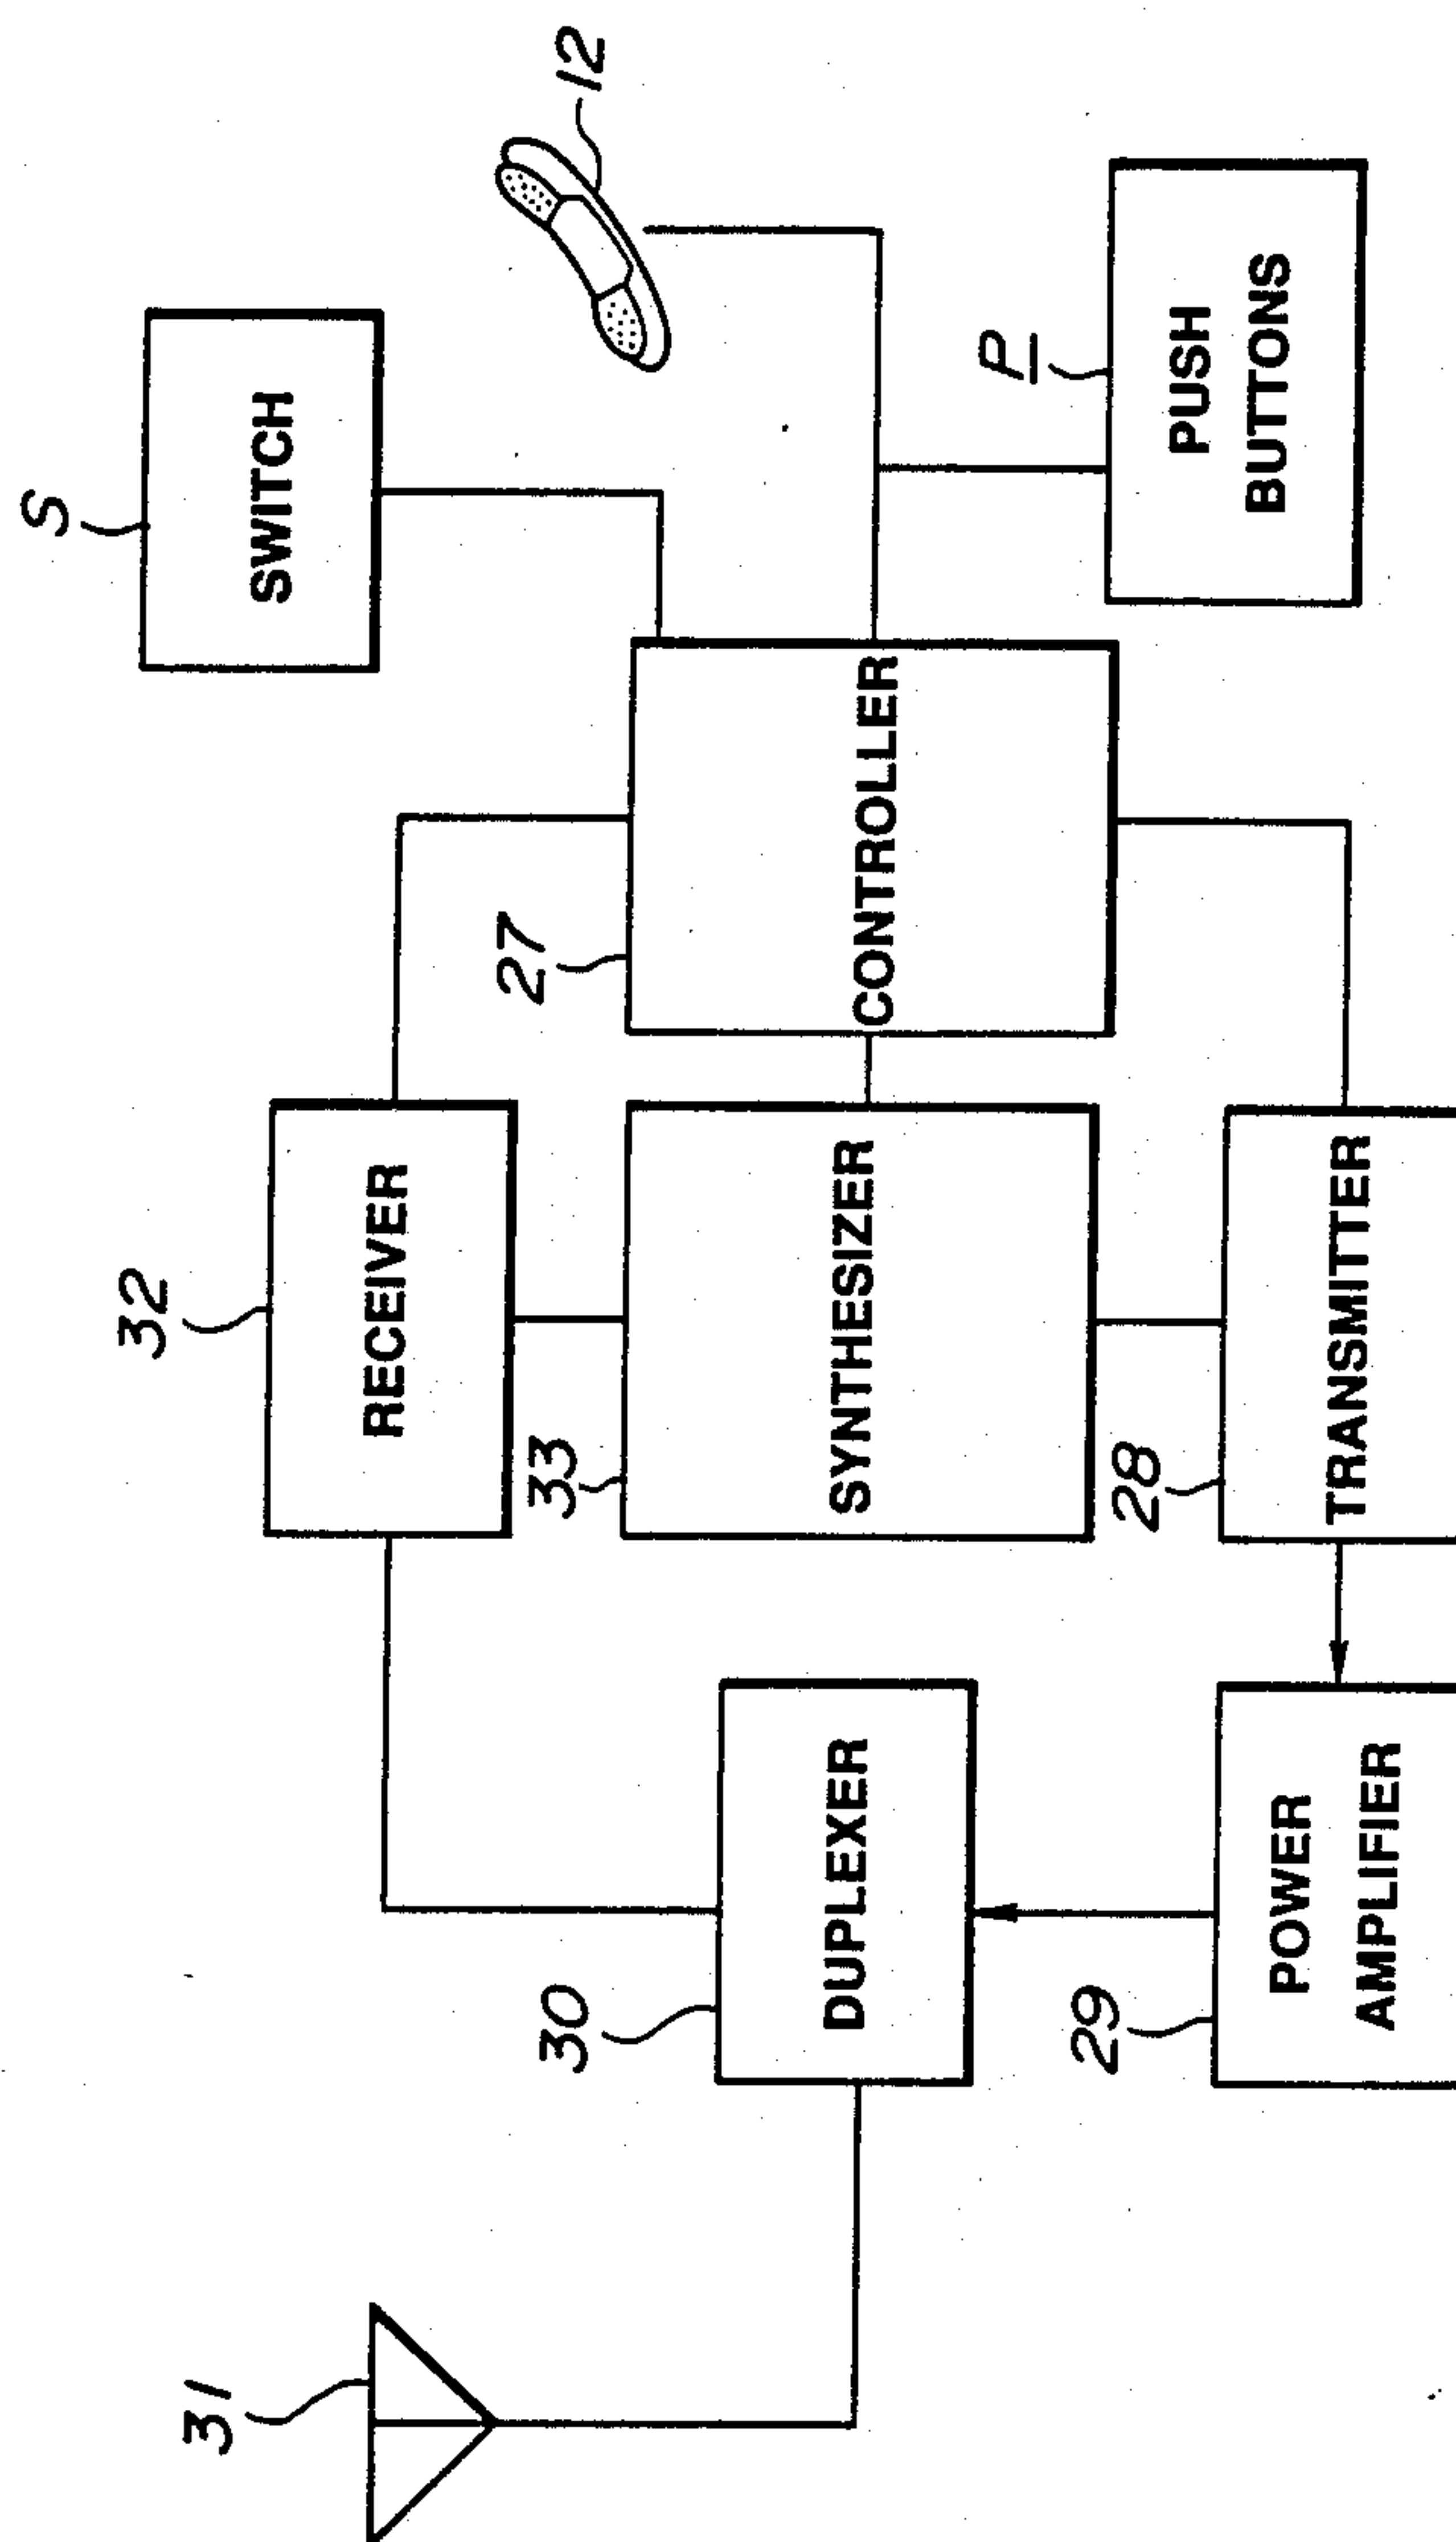 S
SWITCH
12
32
RECEIVER
27
CONTROLLER
P
PUSH
BUTTONS
33
SYNTHESIZER
28
TRANSMITTER
31
30
DUPLEXER
29
POWER
AMPLIFIER